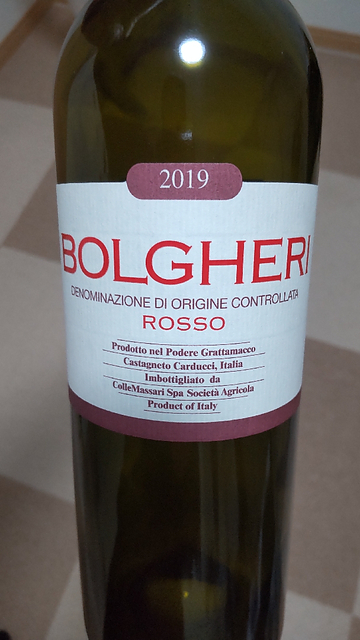 2019
BOLGHERI
DENOMINAZIONE DI ORIGINE CONTROLLATA
ROSSO
Prodotto nel Podere Grattamacco
Castagneto Carducci, Italia
Imbottigliato da
ColleMassari Spa Società Agricola
Product of Italy